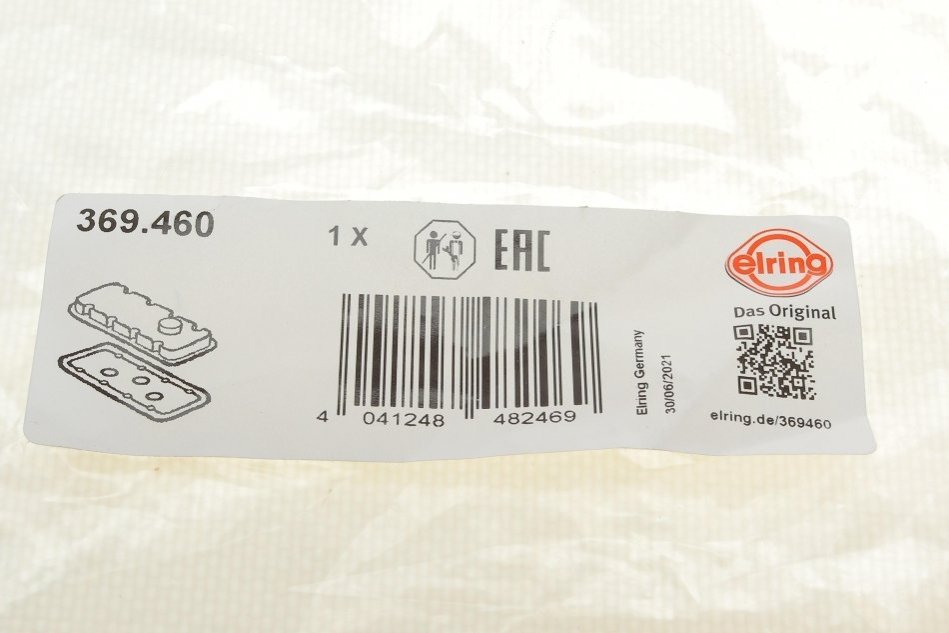 369.460
1 X
EAC
elring
Das Original
Elring Germany
30/06/2021
4 041248 482469
elring.de/369460